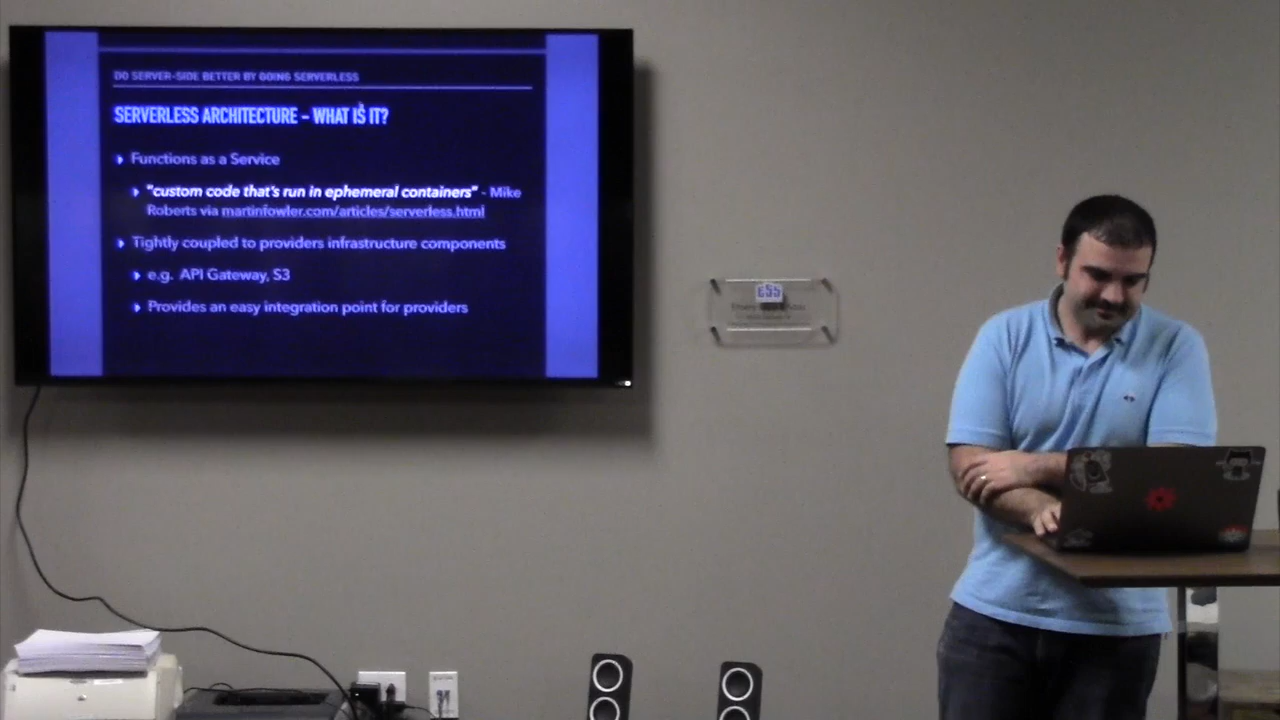 DO SERVER-SIDE BETTER BY GOING SERVERLESS
SERVERLESS ARCHITECTURE – WHAT IS IT?
Functions as a Service
"custom code that's run in ephemeral containers" - Mike
Roberts via martinfowler.com/articles/serverless.html
Tightly coupled to providers infrastructure components
e.g. API Gateway, S3
Provides an easy integration point for providers
ESS